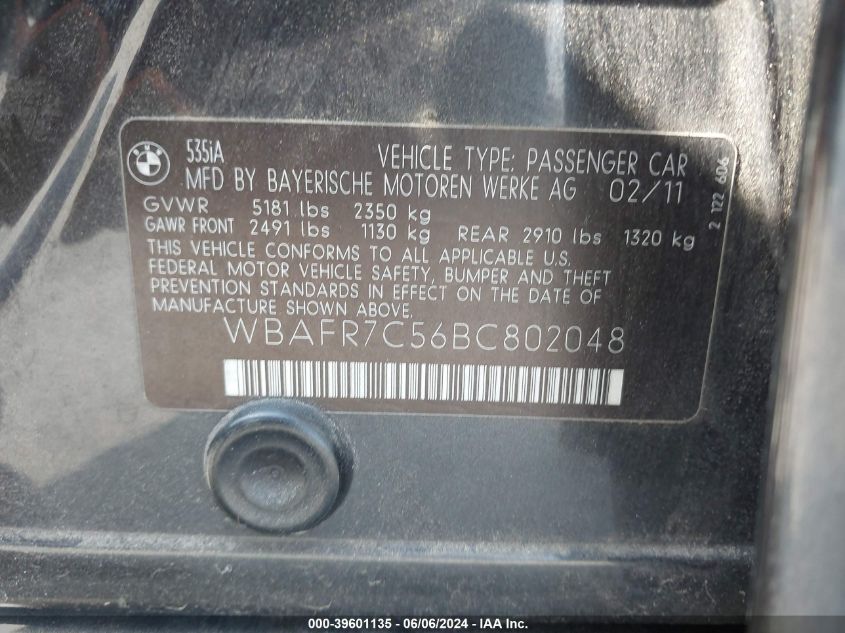 BMW
535iA
VEHICLE TYPE: PASSENGER CAR
MFD BY BAYERISCHE MOTOREN WERKE AG 02/11
GVWR 5181 lbs 2350 kg
GAWR FRONT 2491 lbs 1130 kg REAR 2910 lbs 1320 kg
THIS VEHICLE CONFORMS TO ALL APPLICABLE U.S.
FEDERAL MOTOR VEHICLE SAFETY, BUMPER AND THEFT
PREVENTION STANDARDS IN EFFECT ON THE DATE OF
MANUFACTURE SHOWN ABOVE.
WBAFR7C56BC802048
2 122 606
000-39601135 - 06/06/2024 - IAA Inc.